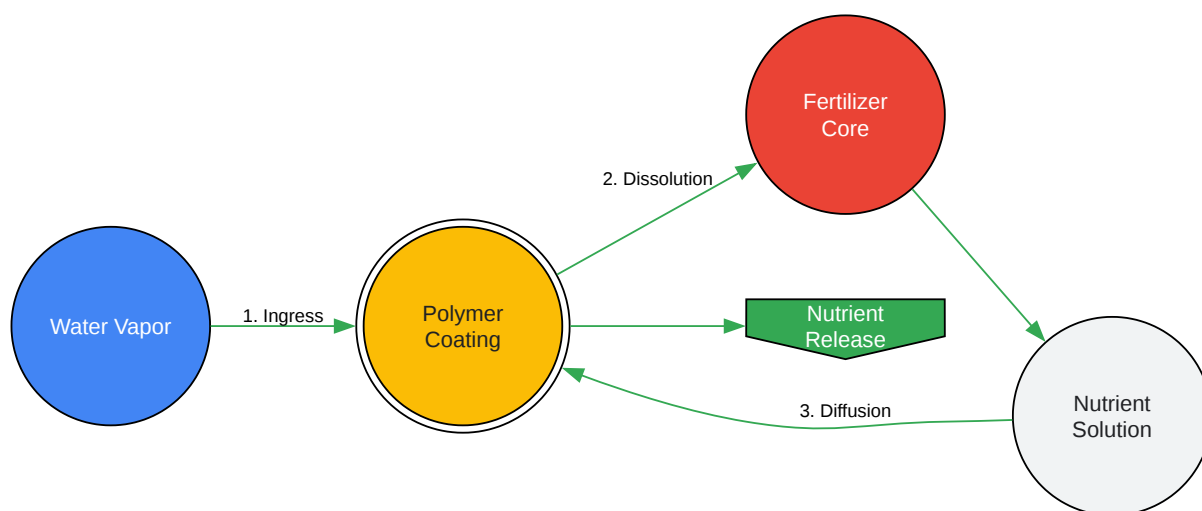 Water Vapor
1. Ingress
Polymer
Coating
2. Dissolution
Fertilizer
Core
Nutrient
Release
3. Diffusion
Nutrient
Solution